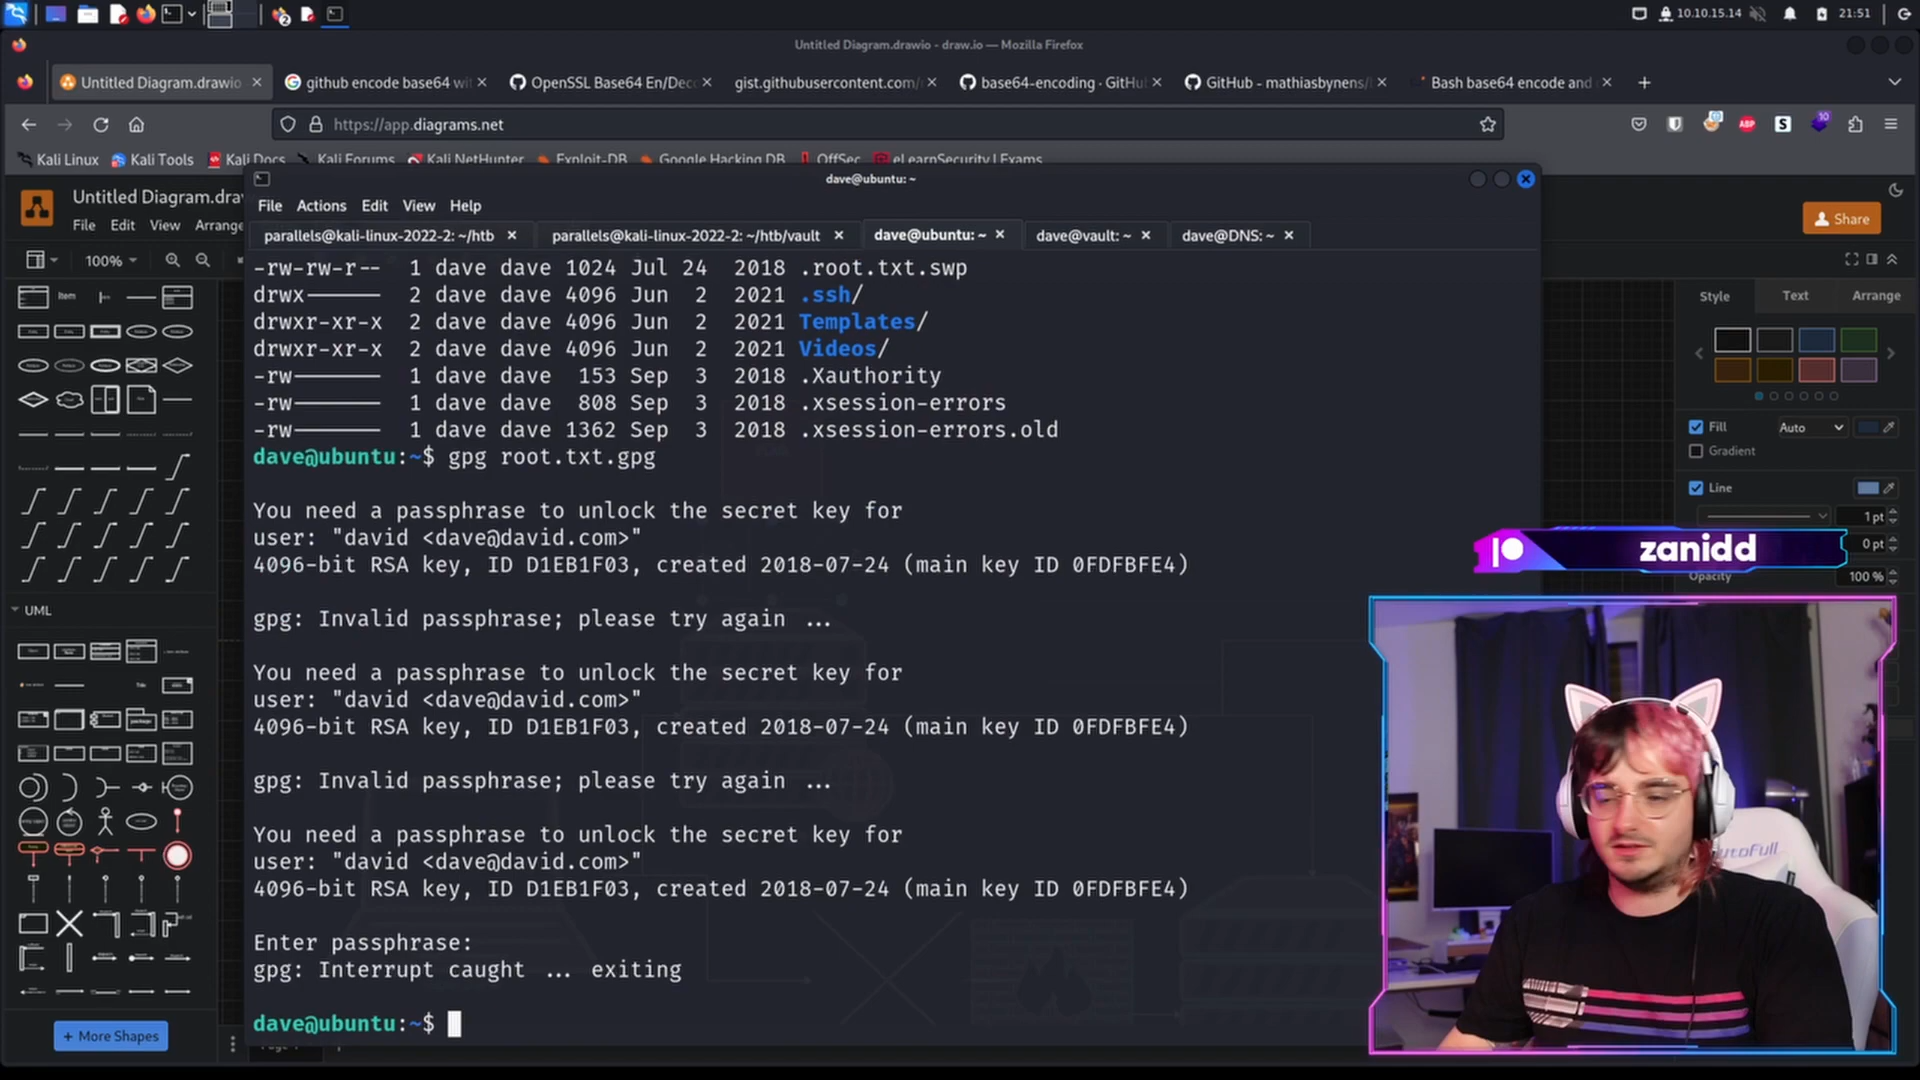 2
10.10.15.14
21:51
Untitled Diagram.drawio - draw.io — Mozilla Firefox
Untitled Diagram.drawio
github encode base64 wi
OpenSSL Base64 En/Dec
gist.githubusercontent.com/
base64-encoding · GitHu
GitHub - mathiasbynens/
Bash base64 encode and
https://app.diagrams.net
ABP
S
10
Kali Linux
Kali Tools
Kali Docs
Kali Forums
Kali NetHunter
Exploit-DB
Google Hacking DB
OffSec
eLearnSecurity | Exams
Untitled Diagram.dra
File Edit View Arrange
Share
100%
dave@ubuntu: ~
File Actions Edit View Help
parallels@kali-linux-2022-2: ~/htb
parallels@kali-linux-2022-2: ~/htb/vault
dave@ubuntu: ~
dave@vault: ~
dave@DNS: ~
-rw-rw-r-- 1 dave dave 1024 Jul 24 2018 .root.txt.swp
drwx------ 2 dave dave 4096 Jun 2 2021 .ssh/
drwxr-xr-x 2 dave dave 4096 Jun 2 2021 Templates/
drwxr-xr-x 2 dave dave 4096 Jun 2 2021 Videos/
-rw------- 1 dave dave 153 Sep 3 2018 .Xauthority
-rw------- 1 dave dave 808 Sep 3 2018 .xsession-errors
-rw------- 1 dave dave 1362 Sep 3 2018 .xsession-errors.old
dave@ubuntu:~$ gpg root.txt.gpg
You need a passphrase to unlock the secret key for
user: "david <dave@david.com>"
4096-bit RSA key, ID D1EB1F03, created 2018-07-24 (main key ID 0FDFBFE4)
gpg: Invalid passphrase; please try again ...
You need a passphrase to unlock the secret key for
user: "david <dave@david.com>"
4096-bit RSA key, ID D1EB1F03, created 2018-07-24 (main key ID 0FDFBFE4)
gpg: Invalid passphrase; please try again ...
You need a passphrase to unlock the secret key for
user: "david <dave@david.com>"
4096-bit RSA key, ID D1EB1F03, created 2018-07-24 (main key ID 0FDFBFE4)
Enter passphrase:
gpg: Interrupt caught ... exiting
dave@ubuntu:~$
Item
UML
+ More Shapes
Style Text Arrange
Fill
Auto
Gradient
Line
1 pt
0 pt
Opacity
100 %
zanidd
AutoFull